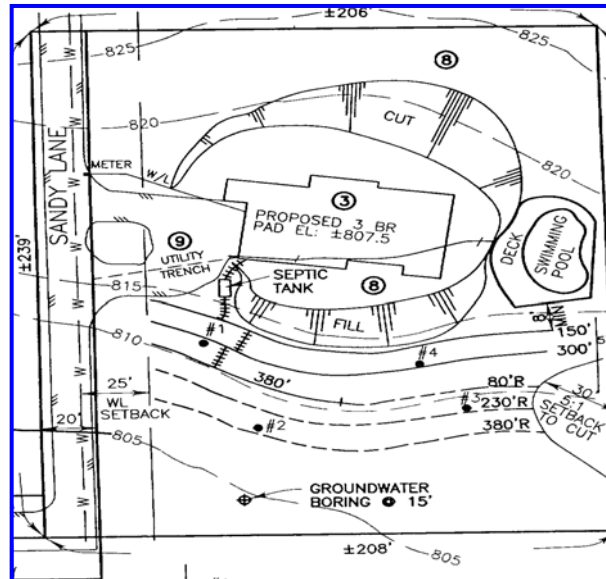 ±206'
825
825
8
SANDY LANE
W
820
CUT
820
METER
W/L
3
PROPOSED 3 BR
PAD EL: ±807.5
9
UTILITY
TRENCH
DECK
SWIMMING
POOL
±239'
815
SEPTIC
TANK
8
FILL
8'
MIN
810
#1
150'
300'
#4
380'
80'R
#3
230'R
380'R
30
5:1
SETBACK
TO CUT
25'
WL
SETBACK
20'
#2
805
GROUNDWATER
BORING @ 15'
±208'
805